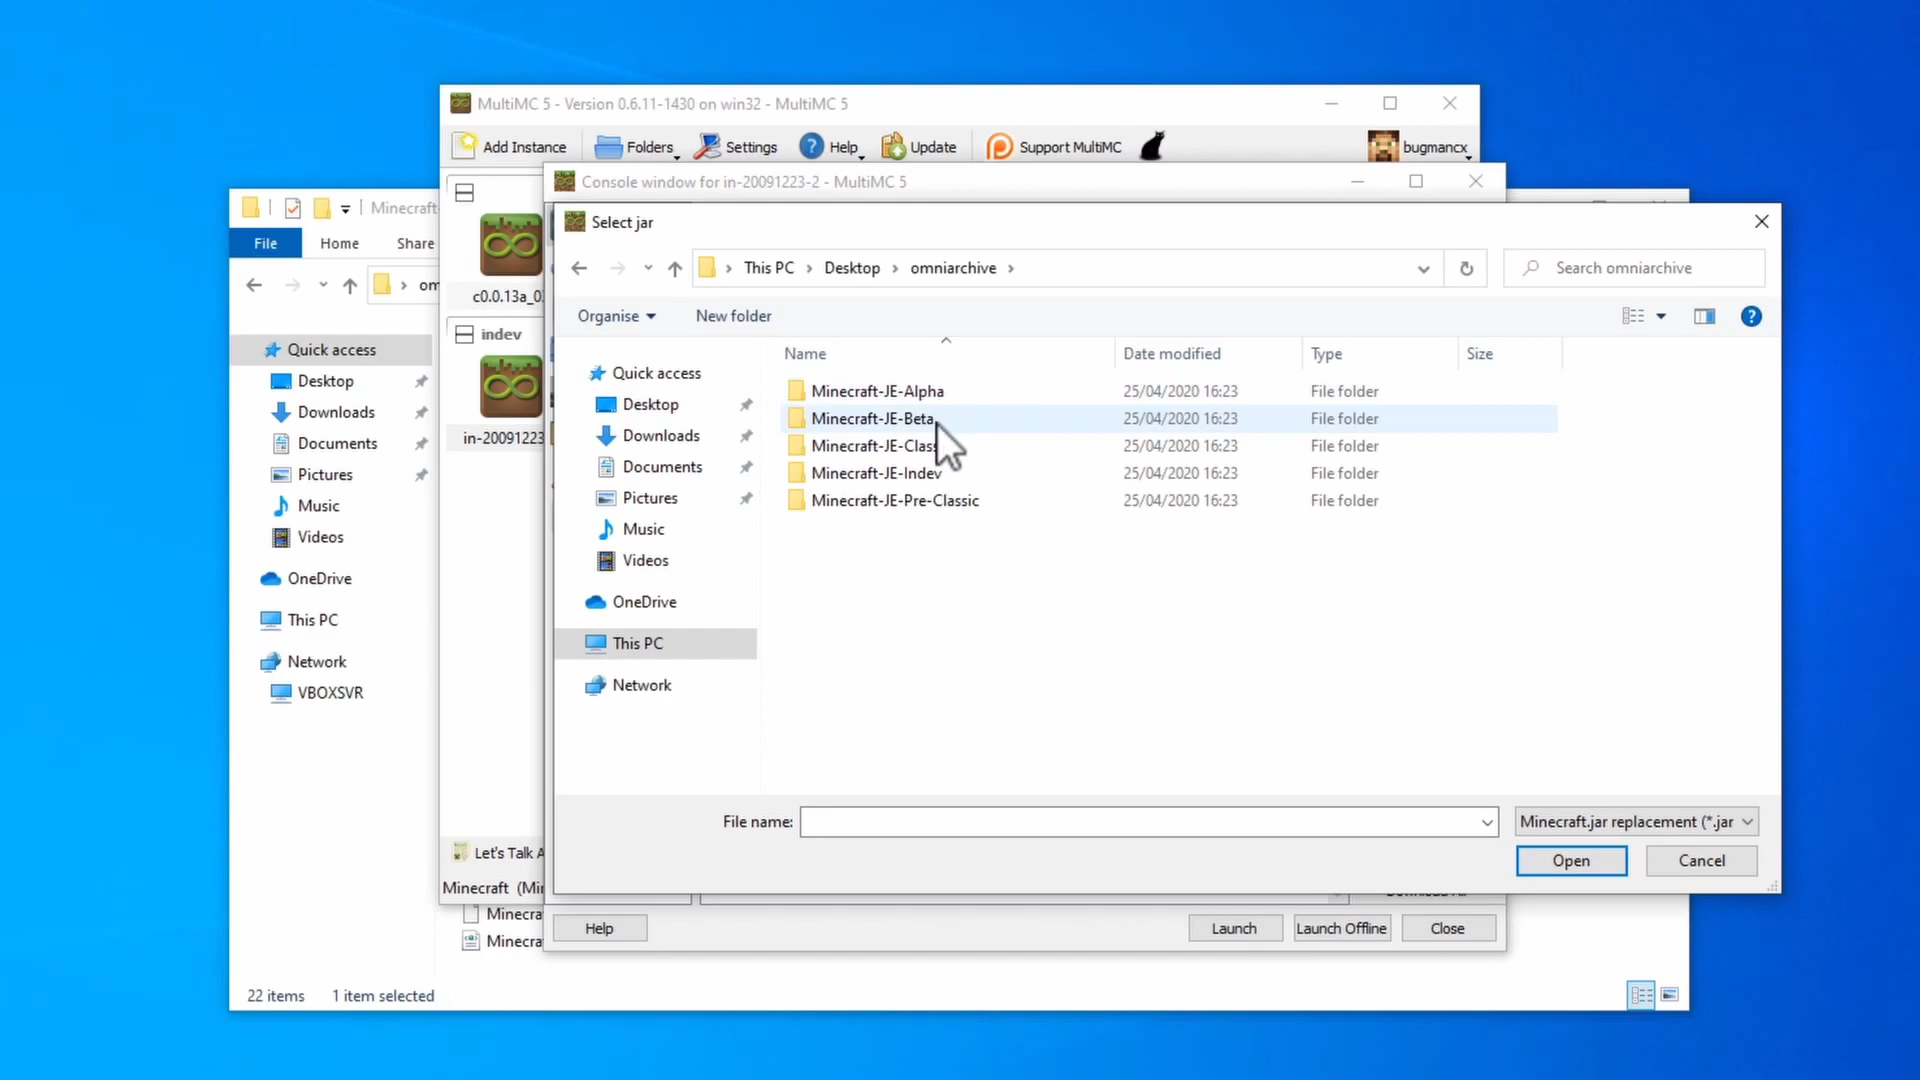 MultiMC 5 - Version 0.6.11-1430 on win32 - MultiMC 5
Add Instance Folders Settings Help Update Support MultiMC bugmancx
Console window for in-20091223-2 - MultiMC 5
Minecraft-
Select jar
File Home Share
This PC Desktop omniarchive Search omniarchive
om
c0.0.13a_0
Organise New folder ?
indev
Quick access
Desktop
Downloads
Documents
Pictures
Music
Videos
OneDrive
This PC
Network
VBOXSVR
in-20091223
Quick access
Desktop
Downloads
Documents
Pictures
Music
Videos
OneDrive
This PC
Network
Name Date modified Type Size
Minecraft-JE-Alpha 25/04/2020 16:23 File folder
Minecraft-JE-Beta 25/04/2020 16:23 File folder
Minecraft-JE-Class 25/04/2020 16:23 File folder
Minecraft-JE-Indev 25/04/2020 16:23 File folder
Minecraft-JE-Pre-Classic 25/04/2020 16:23 File folder
File name: Minecraft.jar replacement (*.jar
Open Cancel
Let's Talk A
Minecraft (Mi
Minecra
Minecra
Help Launch Launch Offline Close
22 items 1 item selected